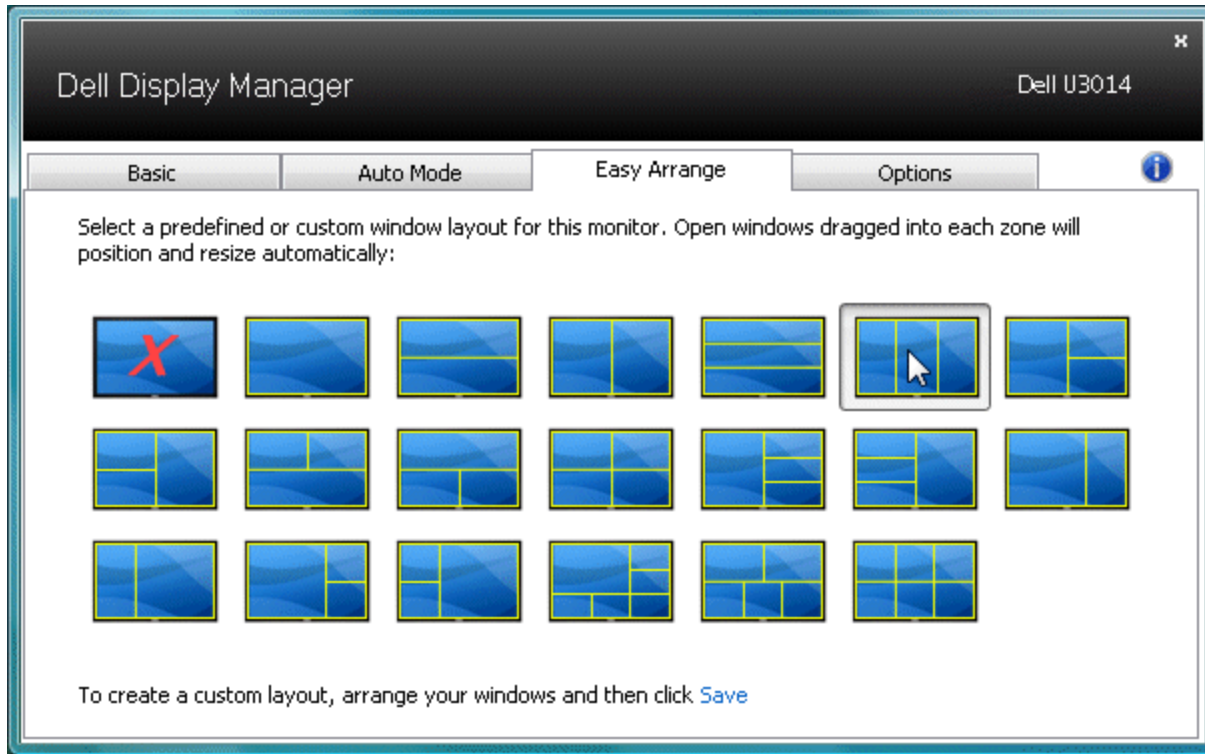 x
Dell Display Manager
Dell U3014
Basic
Auto Mode
Easy Arrange
Options
i
Select a predefined or custom window layout for this monitor. Open windows dragged into each zone will
position and resize automatically:
X
To create a custom layout, arrange your windows and then click Save